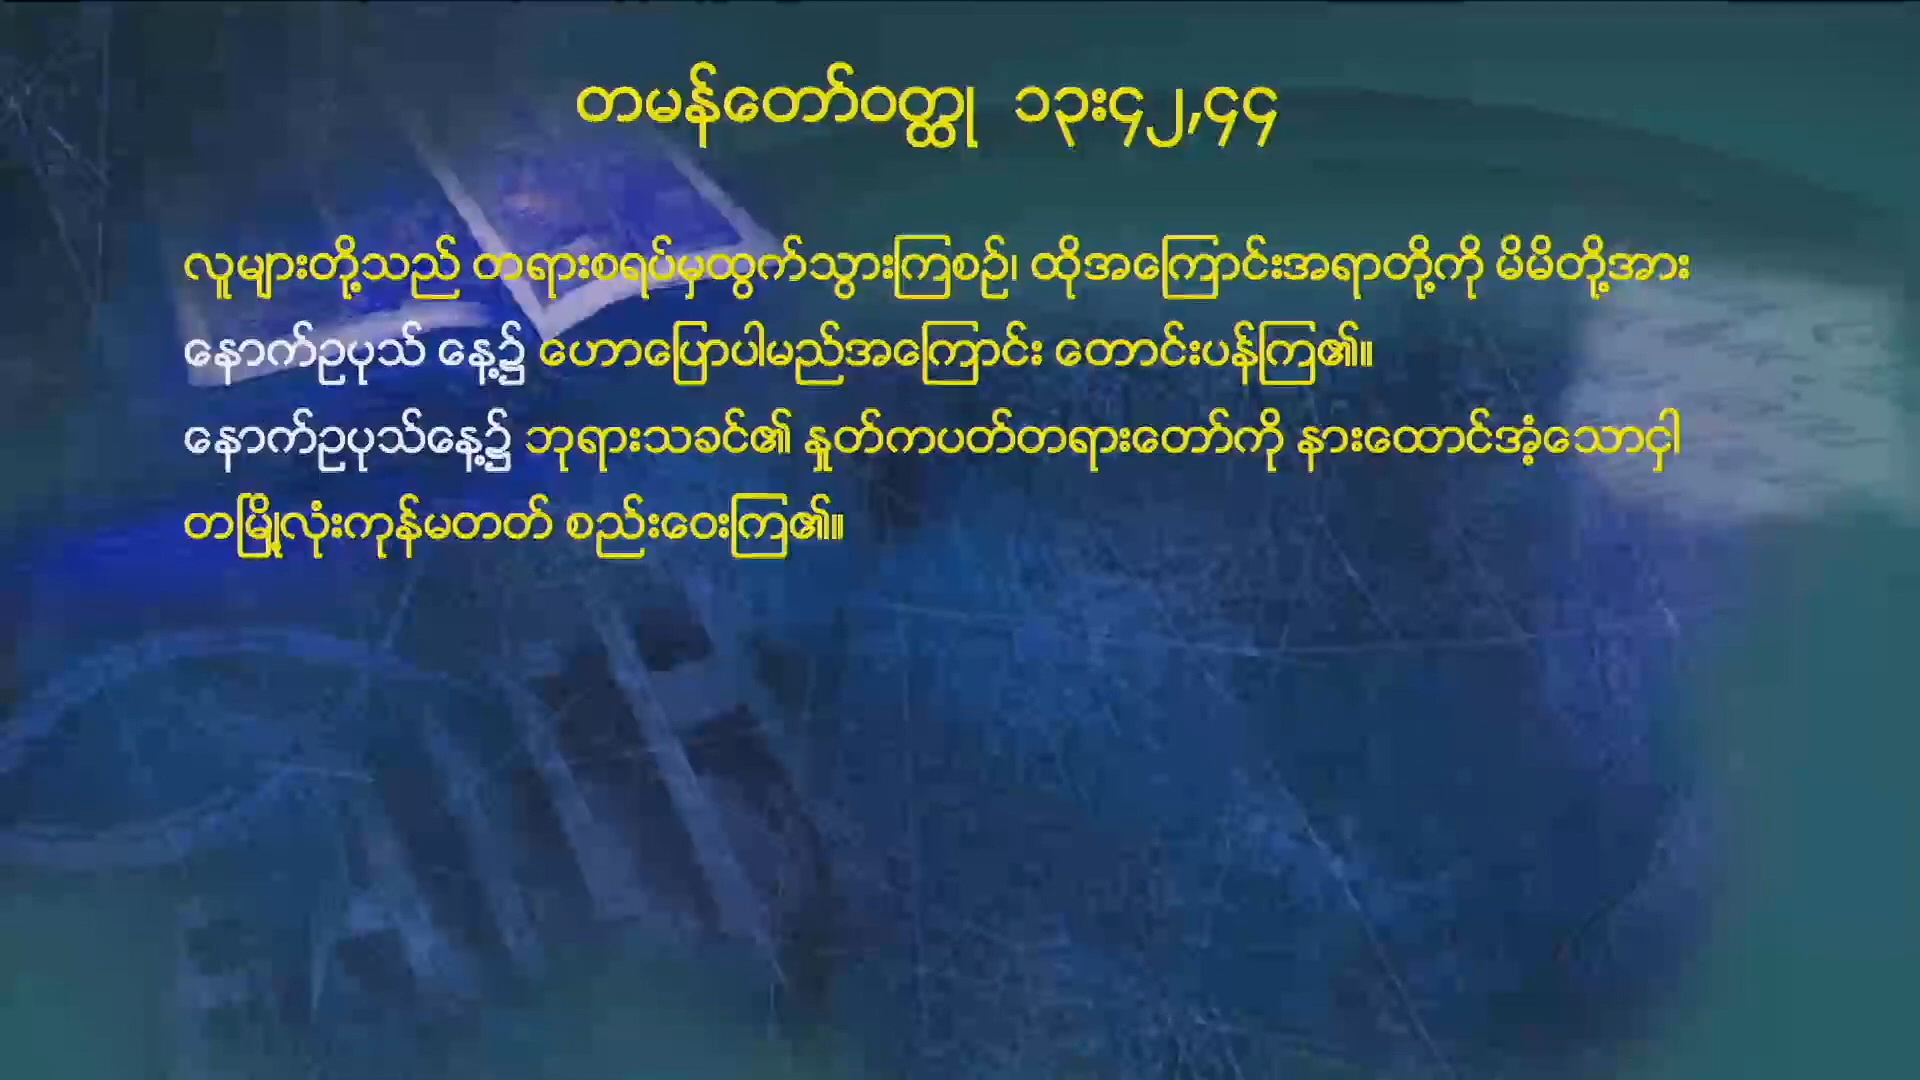 တမန်တော်ဝတ္ထု ၁၃း၄၂,၄၄
လူများတို့သည် တရားစရပ်မှထွက်သွားကြစဉ်၊ ထိုအကြောင်းအရာတို့ကို မိမိတို့အား
နောက်ဥပုသ် နေ့၌ ဟောပြောပါမည်အကြောင်း တောင်းပန်ကြ၏။
နောက်ဥပုသ်နေ့၌ ဘုရားသခင်၏ နှုတ်ကပတ်တရားတော်ကို နားထောင်အံ့သောငှါ
တမြို့လုံးကုန်မတတ် စည်းဝေးကြ၏။